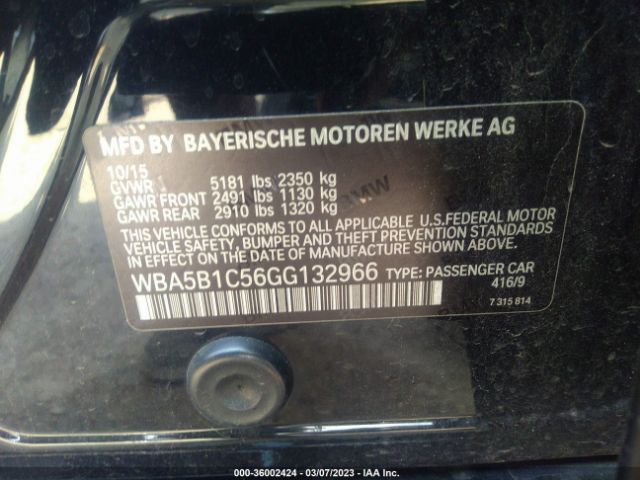 MFD BY BAYERISCHE MOTOREN WERKE AG
10/15
GVWR 5181 lbs 2350 kg
GAWR FRONT 2491 lbs 1130 kg
GAWR REAR 2910 lbs 1320 kg
THIS VEHICLE CONFORMS TO ALL APPLICABLE U.S.FEDERAL MOTOR
VEHICLE SAFETY, BUMPER AND THEFT PREVENTION STANDARDS
IN EFFECT ON THE DATE OF MANUFACTURE SHOWN ABOVE.
WBA5B1C56GG132966 TYPE: PASSENGER CAR
416/9
7 315 814
000-36002424 - 03/07/2023 - IAA Inc.